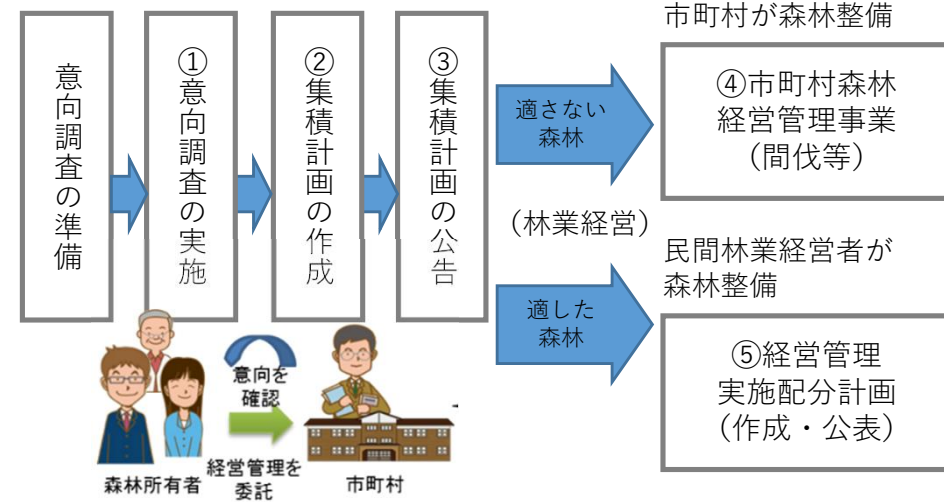 意向調査の準備
①意向調査の実施
②集積計画の作成
③集積計画の公告
適さない
森林
(林業経営)
適した
森林
市町村が森林整備
④市町村森林
経営管理事業
(間伐等)
民間林業経営者が
森林整備
⑤経営管理
実施配分計画
(作成・公表)
意向を
確認
経営管理を
委託
森林所有者
市町村